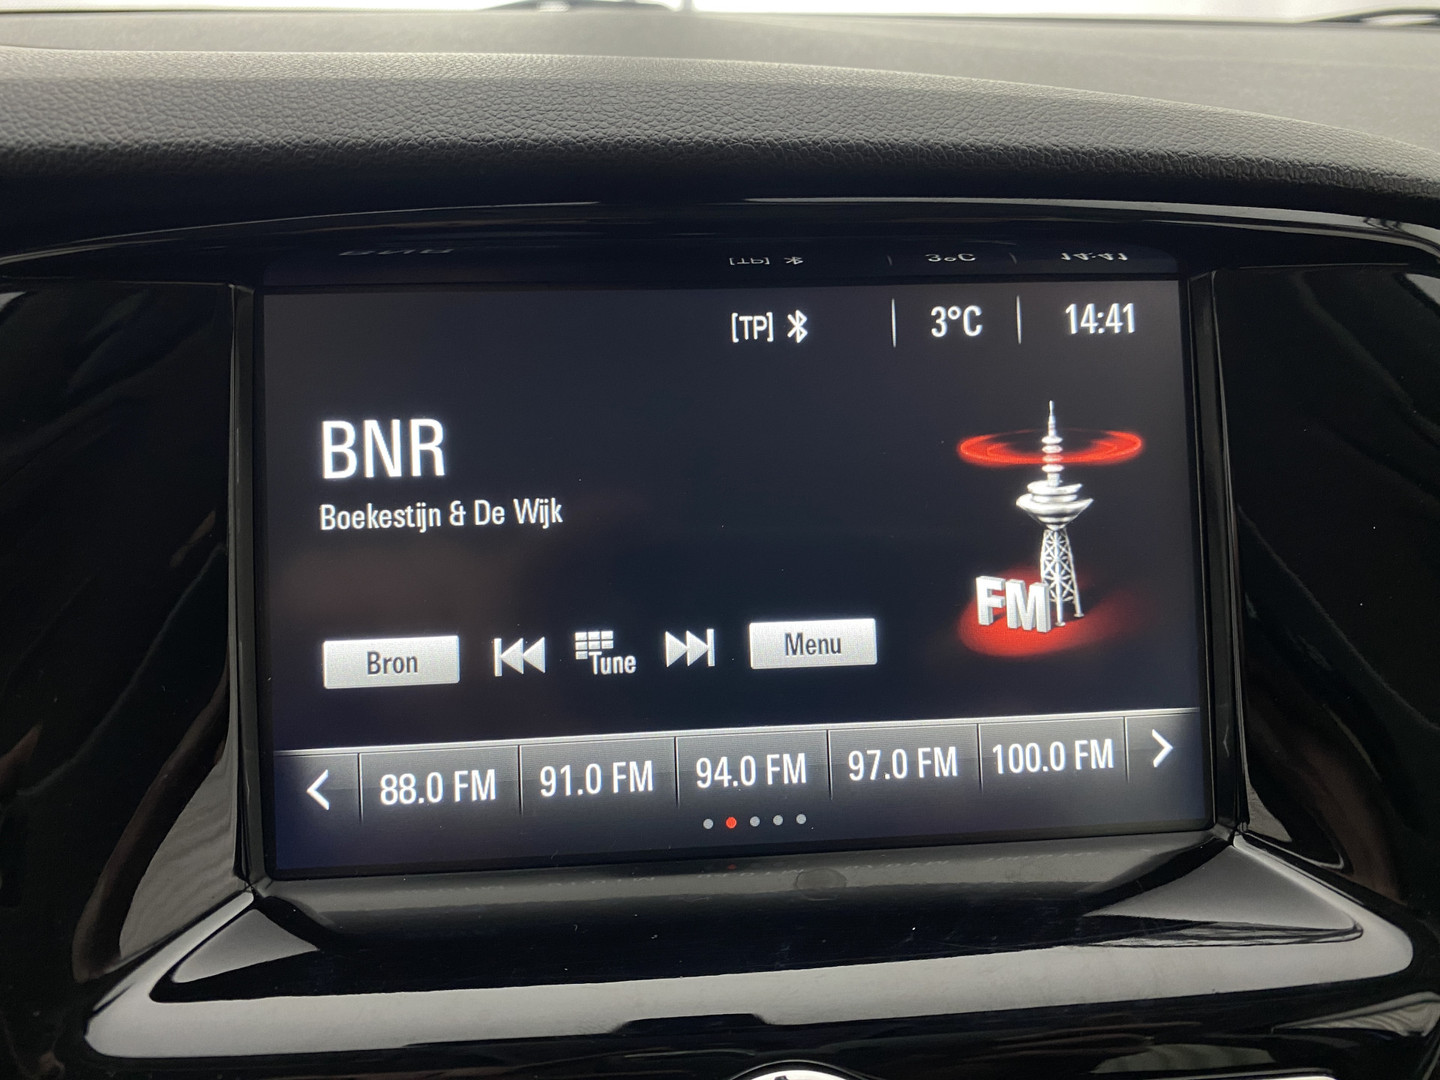 [TP] 3°C 14:41
BNR
Boekestijn & De Wijk
FM
Bron Tune Menu
88.0 FM 91.0 FM 94.0 FM 97.0 FM 100.0 FM